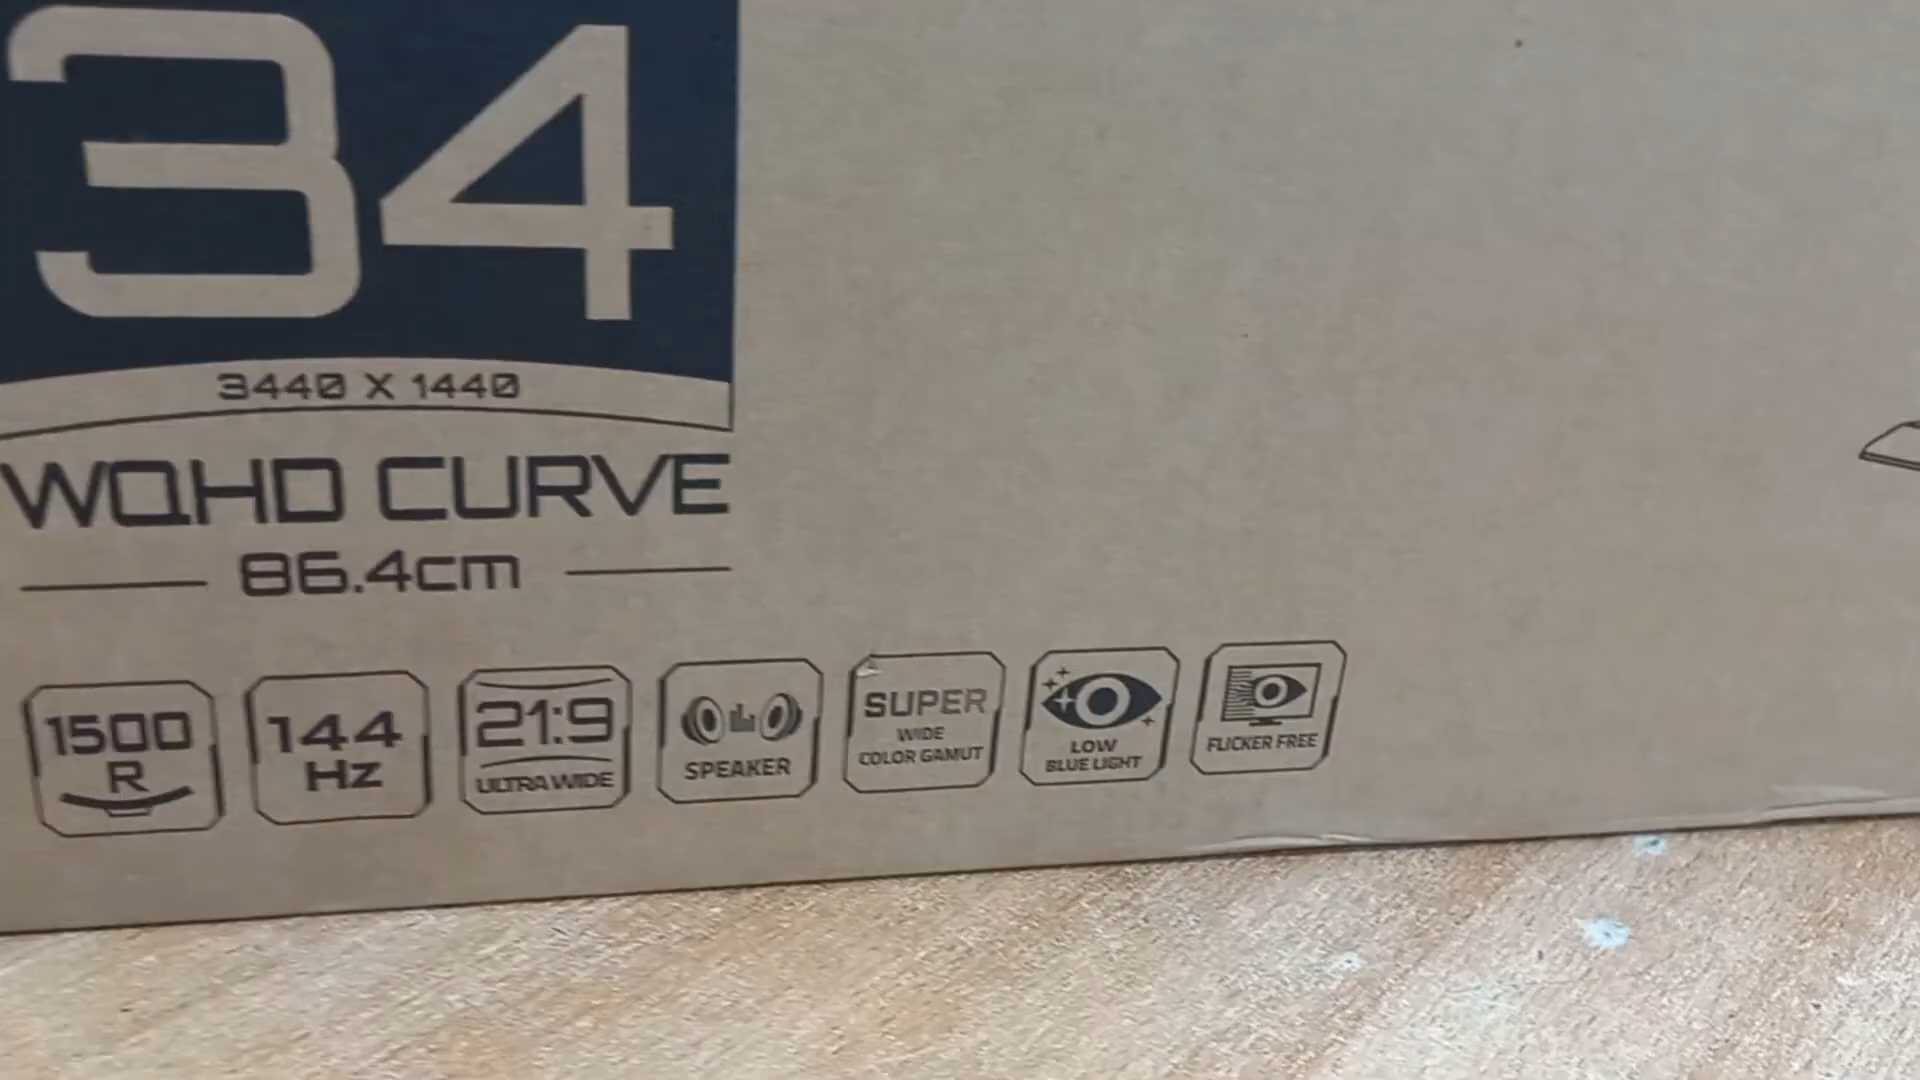 34
3440 X 1440
WQHD CURVE
86.4cm
1500
R
144
Hz
21:9
ULTRA WIDE
SPEAKER
SUPER
WIDE
COLOR GAMUT
LOW
BLUE LIGHT
FLICKER FREE